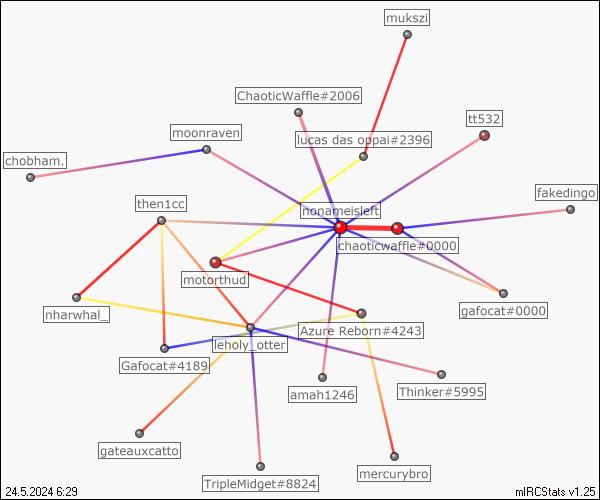 mukszi
ChaoticWaffle#2006
tt532
moonraven
lucas das oppai#2396
chobham.
fakedingo
then1cc
nonameisleft
chaoticwaffle#0000
motorthud
gafocat#0000
nharwhal_
Azure Reborn#4243
leholy_otter
Gafocat#4189
amah1246
Thinker#5995
gateauxcatto
mercurybro
TripleMidget#8824
24.5.2024 6:29
mIRCStats v1.25